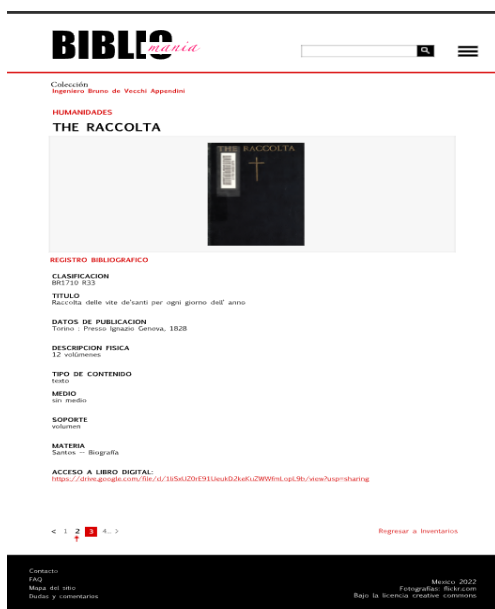 BIBLIOmania
Colección
Ingeniero Bruno de Vecchi Appendini
HUMANIDADES
THE RACCOLTA
THE RACCOLTA
REGISTRO BIBLIOGRAFICO
CLASIFICACION
BR1710 R33
TITULO
Raccolta delle vite de'santi per ogni giorno dell' anno
DATOS DE PUBLICACION
Torino : Presso Ignazio Genova, 1828
DESCRIPCION FISICA
12 volúmenes
TIPO DE CONTENIDO
texto
MEDIO
sin medio
SOPORTE
volumen
MATERIA
Santos — Biografía
ACCESO A LIBRO DIGITAL:
< 1 2 3 4.. >
Regresar a Inventarios
Contacto
FAQ
Mapa del sitio
Dudas y comentarios
Mexico 2022
Fotografías: flickr.com
Bajo la licencia creative commons